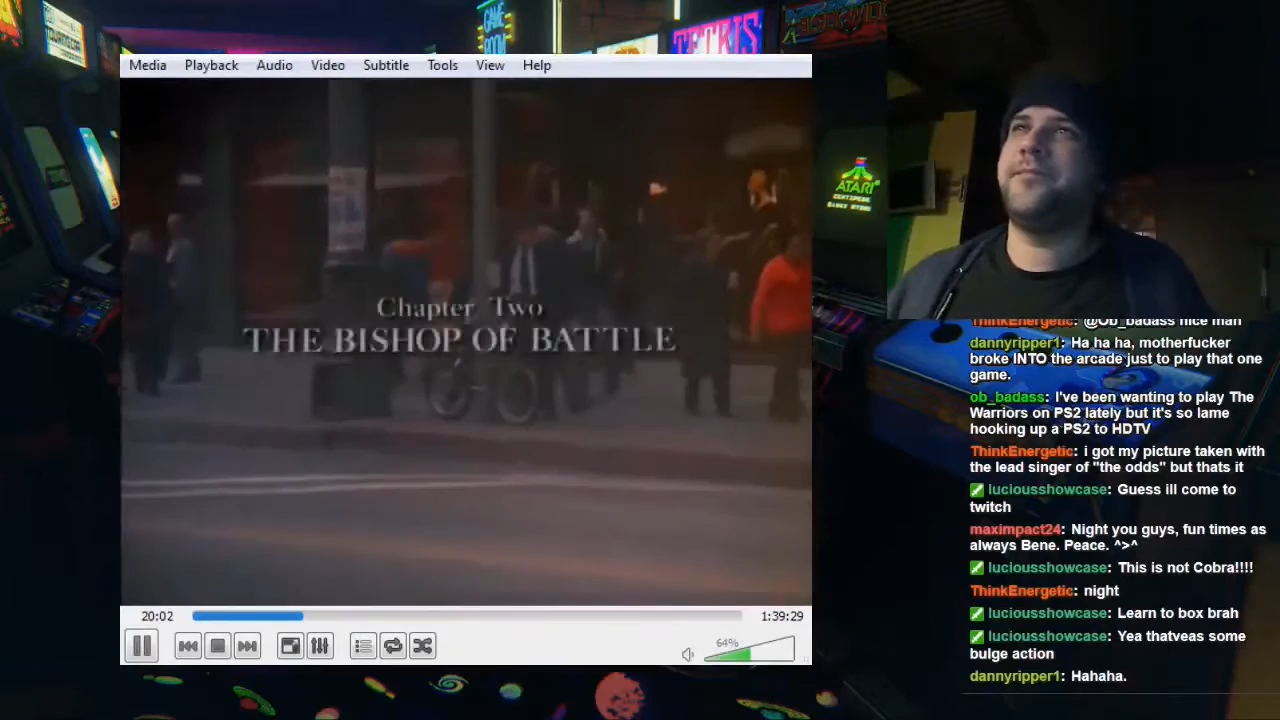 GAME
ROOM
TETRIS
Media Playback Audio Video Subtitle Tools View Help
ATARI
Chapter Two
THE BISHOP OF BATTLE
20:02
1:39:29
64%
ThinkEnergetic: @Ob_badass nice man
dannyripper1: Ha ha ha, motherfucker
broke INTO the arcade just to play that one
game.
ob_badass: I've been wanting to play The
Warriors on PS2 lately but it's so lame
hooking up a PS2 to HDTV
ThinkEnergetic: i got my picture taken with
the lead singer of "the odds" but thats it
luciousshowcase: Guess ill come to
twitch
maximpact24: Night you guys, fun times as
always Bene. Peace. ^>^
luciousshowcase: This is not Cobra!!!!
ThinkEnergetic: night
luciousshowcase: Learn to box brah
luciousshowcase: Yea thatveas some
bulge action
dannyripper1: Hahaha.